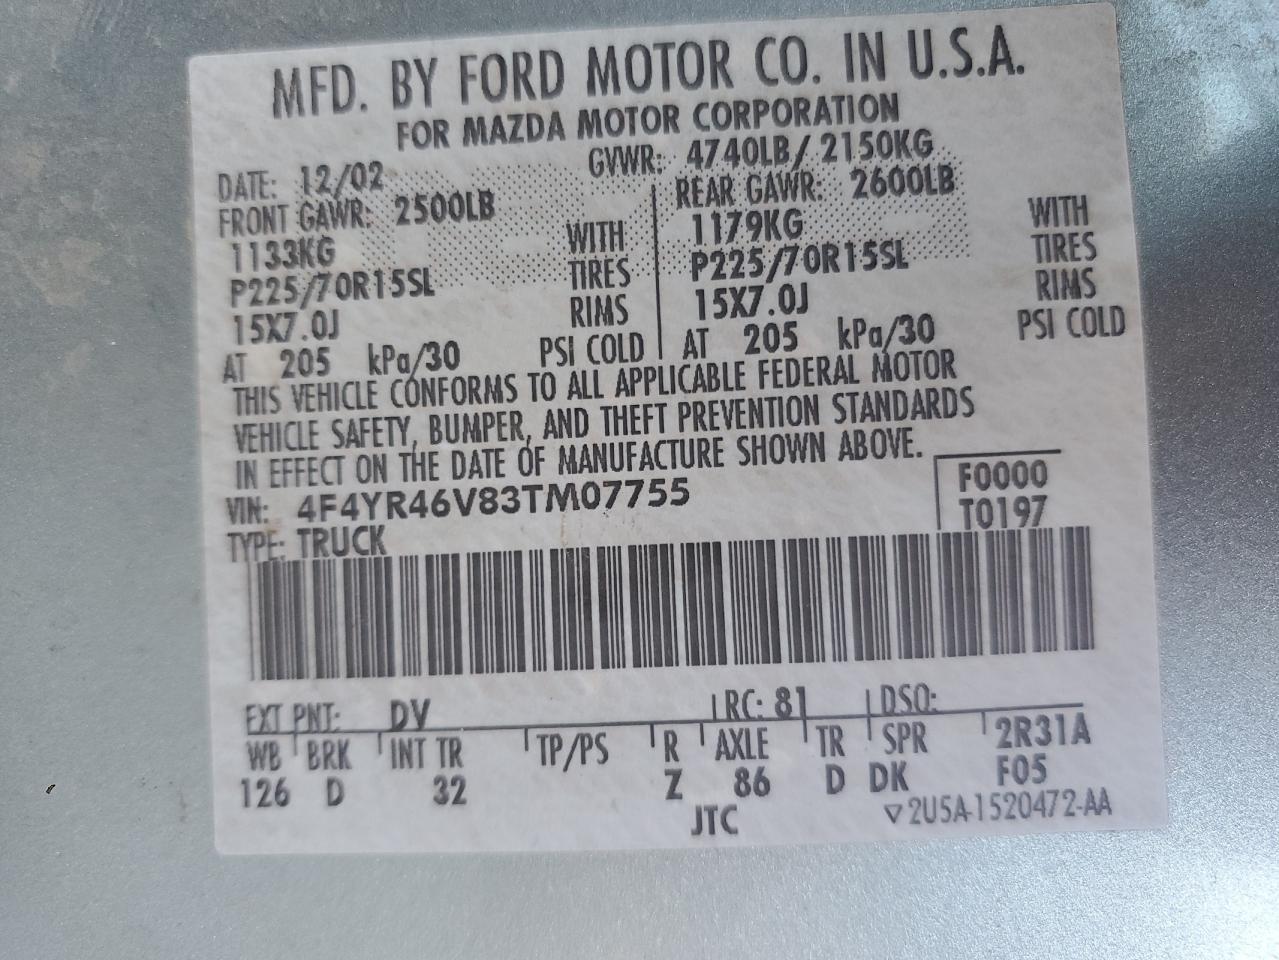 MFD. BY FORD MOTOR CO. IN U.S.A.
FOR MAZDA MOTOR CORPORATION
DATE: 12/02 GVWR: 4740LB/ 2150KG
FRONT GAWR: 2500LB REAR GAWR: 2600LB
1133KG WITH 1179KG WITH
P225/70R15SL TIRES P225/70R15SL TIRES
15X7.0J RIMS 15X7.0J RIMS
AT 205 kPa/30 PSI COLD AT 205 kPa/30 PSI COLD
THIS VEHICLE CONFORMS TO ALL APPLICABLE FEDERAL MOTOR
VEHICLE SAFETY, BUMPER, AND THEFT PREVENTION STANDARDS
IN EFFECT ON THE DATE OF MANUFACTURE SHOWN ABOVE.
VIN: 4F4YR46V83TM07755 F0000
TYPE: TRUCK T0197
EXT PNT: DV RC: 81 DSO:
WB BRK INT TR TP/PS R AXLE TR SPR 2R31A
126 D 32 Z 86 D DK F05
JTC ▽2U5A-1520472-AA